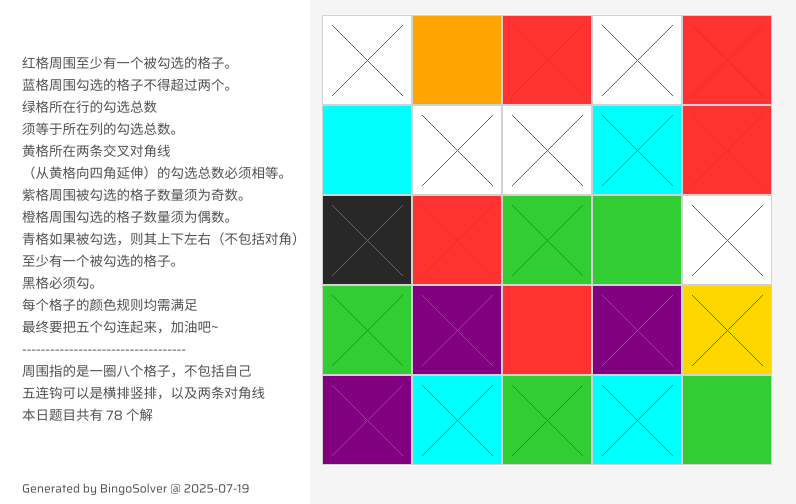 红格周围至少有一个被勾选的格子。
蓝格周围勾选的格子不得超过两个。
绿格所在行的勾选总数
须等于所在列的勾选总数。
黄格所在两条交叉对角线
（从黄格向四角延伸）的勾选总数必须相等。
紫格周围被勾选的格子数量须为奇数。
橙格周围勾选的格子数量须为偶数。
青格如果被勾选，则其上下左右（不包括对角）
至少有一个被勾选的格子。
黑格必须勾。
每个格子的颜色规则均需满足
最终要把五个勾连起来，加油吧~
-----------------------------------
周围指的是一圈八个格子，不包括自己
五连钩可以是横排竖排，以及两条对角线
本日题目共有 78 个解
Generated by BingoSolver @ 2025-07-19